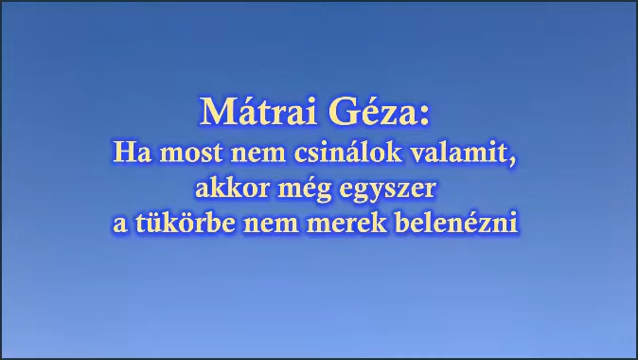 Mátrai Géza:
Ha most nem csinálok valamit,
akkor még egyszer
a tükörbe nem merek belenézni